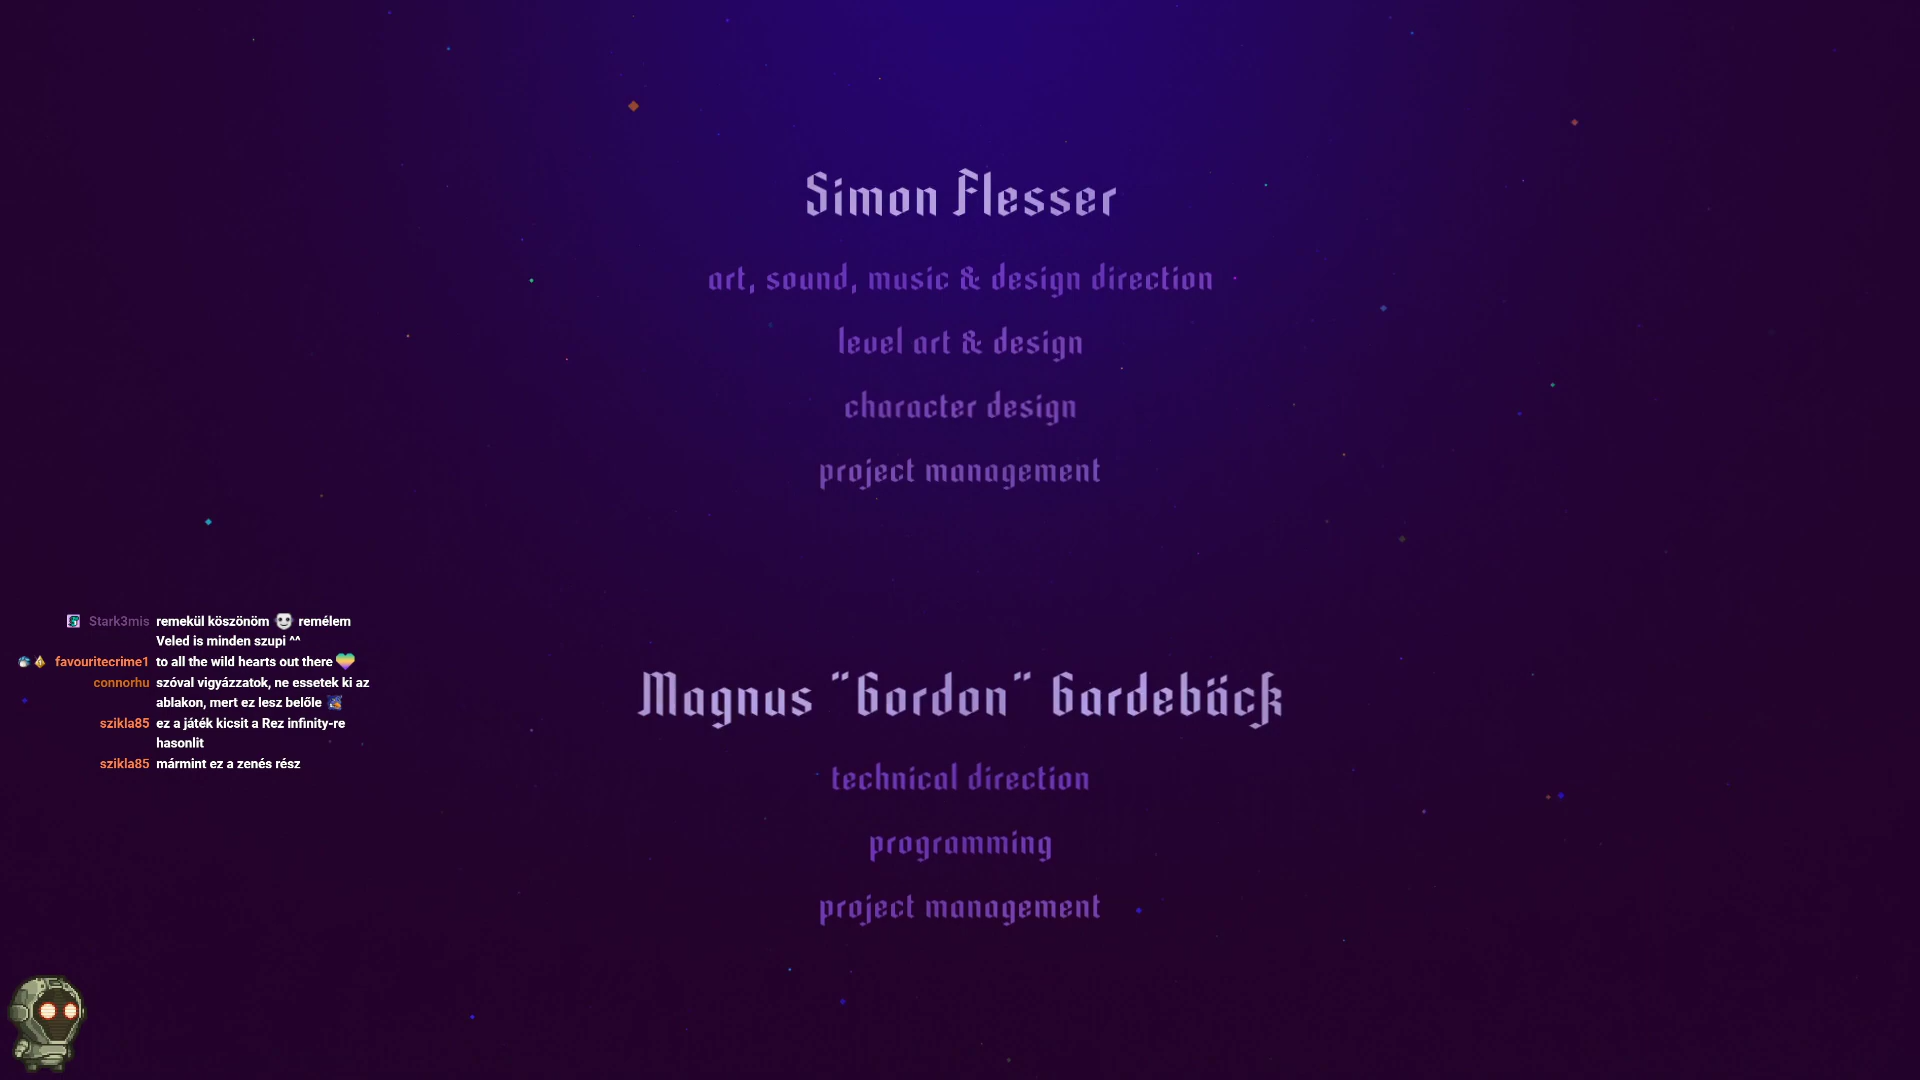 Simon Flesser
art, sound, music & design direction
level art & design
character design
project management
Magnus "Gordon" Gardebäck
technical direction
programming
project management
Stark3mis remekül köszönöm remélem
Veled is minden szupi ^^
favouritecrime1 to all the wild hearts out there
connorhu szóval vigyázzatok, ne essetek ki az
ablakon, mert ez lesz belőle
szikla85 ez a játék kicsit a Rez infinity-re
hasonlit
szikla85 mármint ez a zenés rész